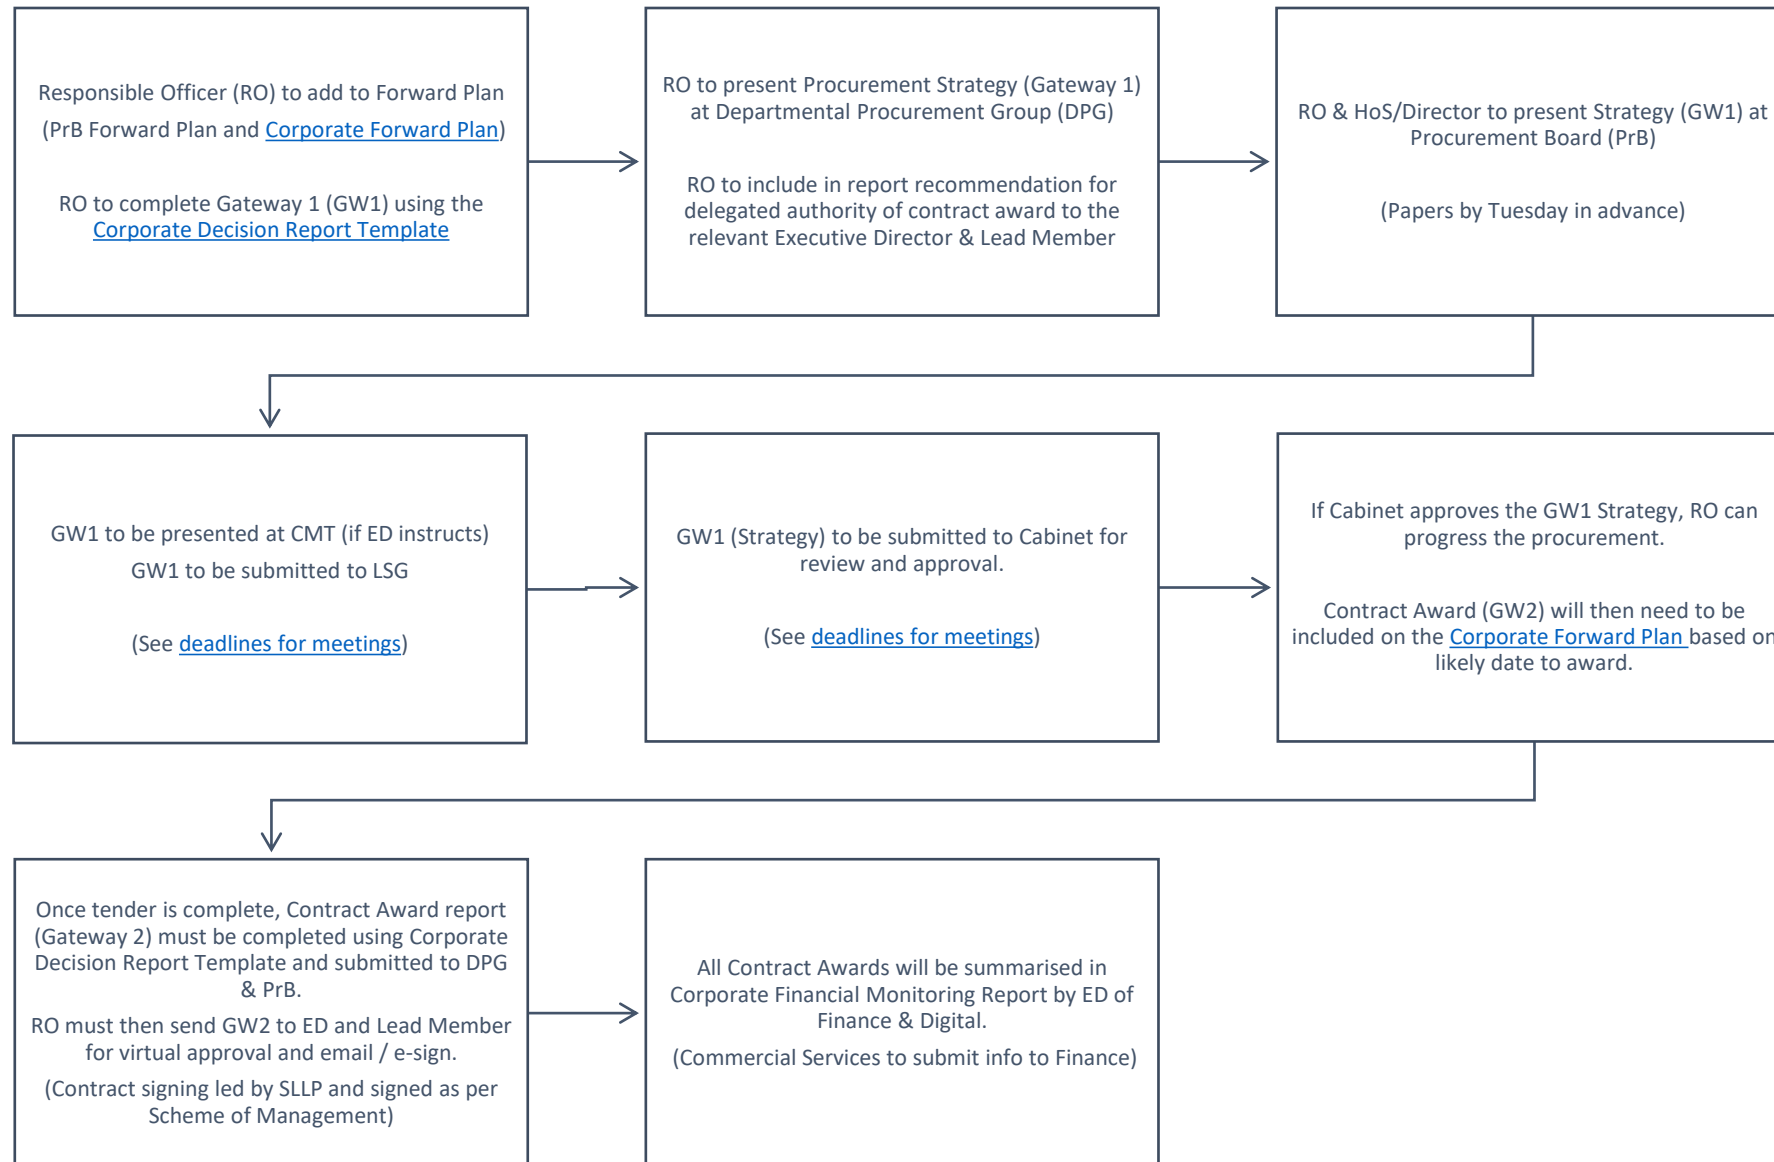 Responsible Officer (RO) to add to Forward Plan
(PrB Forward Plan and Corporate Forward Plan)
RO to complete Gateway 1 (GW1) using the
Corporate Decision Report Template
RO to present Procurement Strategy (Gateway 1)
at Departmental Procurement Group (DPG)
RO to include in report recommendation for
delegated authority of contract award to the
relevant Executive Director & Lead Member
RO & HoS/Director to present Strategy (GW1) at
Procurement Board (PrB)
(Papers by Tuesday in advance)
GW1 to be presented at CMT (if ED instructs)
GW1 to be submitted to LSG
(See deadlines for meetings)
GW1 (Strategy) to be submitted to Cabinet for
review and approval.
(See deadlines for meetings)
If Cabinet approves the GW1 Strategy, RO can
progress the procurement.
Contract Award (GW2) will then need to be
included on the Corporate Forward Plan based on
likely date to award.
Once tender is complete, Contract Award report
(Gateway 2) must be completed using Corporate
Decision Report Template and submitted to DPG
& PrB.
RO must then send GW2 to ED and Lead Member
for virtual approval and email / e-sign.
(Contract signing led by SLLP and signed as per
Scheme of Management)
All Contract Awards will be summarised in
Corporate Financial Monitoring Report by ED of
Finance & Digital.
(Commercial Services to submit info to Finance)